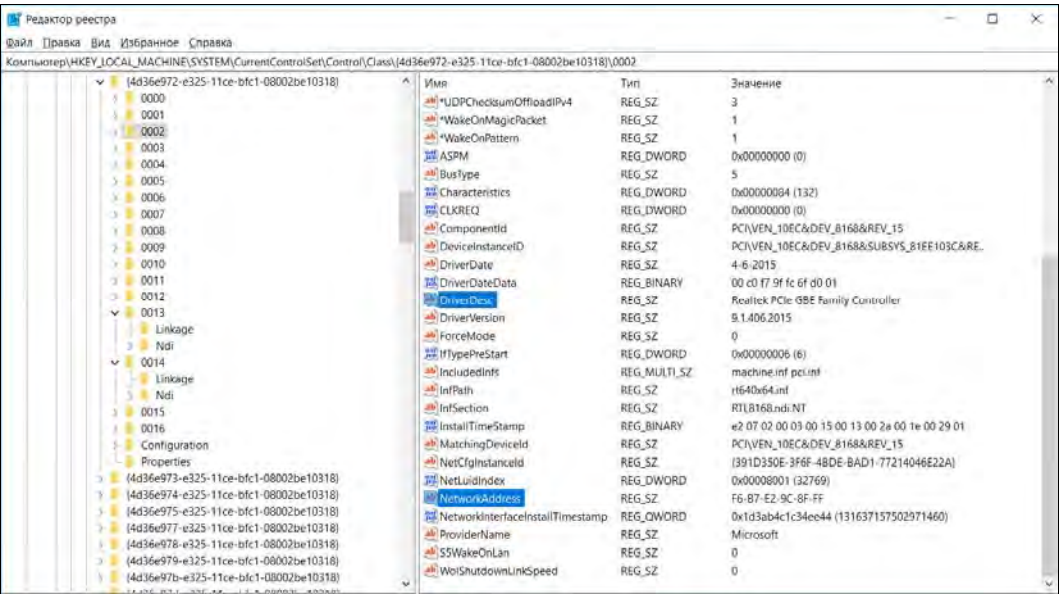 Редактор реестра
Файл Правка Вид Избранное Справка
Компьютер\HKEY_LOCAL_MACHINE\SYSTEM\CurrentControlSet\Control\Class\{4d36e972-e325-11ce-bfc1-08002be10318}\0002
{4d36e972-e325-11ce-bfc1-08002be10318}
0000
0001
0002
0003
0004
0005
0006
0007
0008
0009
0010
0011
0012
0013
Linkage
Ndi
0014
Linkage
Ndi
0015
0016
Configuration
Properties
{4d36e973-e325-11ce-bfc1-08002be10318}
{4d36e974-e325-11ce-bfc1-08002be10318}
{4d36e975-e325-11ce-bfc1-08002be10318}
{4d36e977-e325-11ce-bfc1-08002be10318}
{4d36e978-e325-11ce-bfc1-08002be10318}
{4d36e979-e325-11ce-bfc1-08002be10318}
{4d36e97b-e325-11ce-bfc1-08002be10318}
Имя Тип Значение
*UDPChecksumOffloadIPv4 REG_SZ 3
*WakeOnMagicPacket REG_SZ 1
*WakeOnPattern REG_SZ 1
ASPM REG_DWORD 0x00000000 (0)
BusType REG_SZ 5
Characteristics REG_DWORD 0x00000084 (132)
CLKREQ REG_DWORD 0x00000000 (0)
ComponentId REG_SZ PCI\VEN_10EC&DEV_8168&REV_15
DeviceInstanceID REG_SZ PCI\VEN_10EC&DEV_8168&SUBSYS_81EE103C&RE...
DriverDate REG_SZ 4-6-2015
DriverDateData REG_BINARY 00 c0 f7 9f fc 6f d0 01
DriverDesc REG_SZ Realtek PCIe GBE Family Controller
DriverVersion REG_SZ 9.1.406.2015
ForceMode REG_SZ 0
IfTypePreStart REG_DWORD 0x00000006 (6)
IncludedInfs REG_MULTI_SZ machine.inf pci.inf
InfPath REG_SZ rt640x64.inf
InfSection REG_SZ RTL8168.ndi.NT
InstallTimeStamp REG_BINARY e2 07 02 00 03 00 15 00 13 00 2a 00 1e 00 29 01
MatchingDeviceId REG_SZ PCI\VEN_10EC&DEV_8168&REV_15
NetCfgInstanceId REG_SZ {391D350E-3F6F-4BDE-BAD1-77214046E22A}
NetLuidIndex REG_DWORD 0x00008001 (32769)
NetworkAddress REG_SZ F6-B7-E2-9C-8F-FF
NetworkInterfaceInstallTimestamp REG_QWORD 0x1d3ab4c1c34ee44 (131637157502971460)
ProviderName REG_SZ Microsoft
S5WakeOnLan REG_SZ 0
WolShutdownLinkSpeed REG_SZ 0